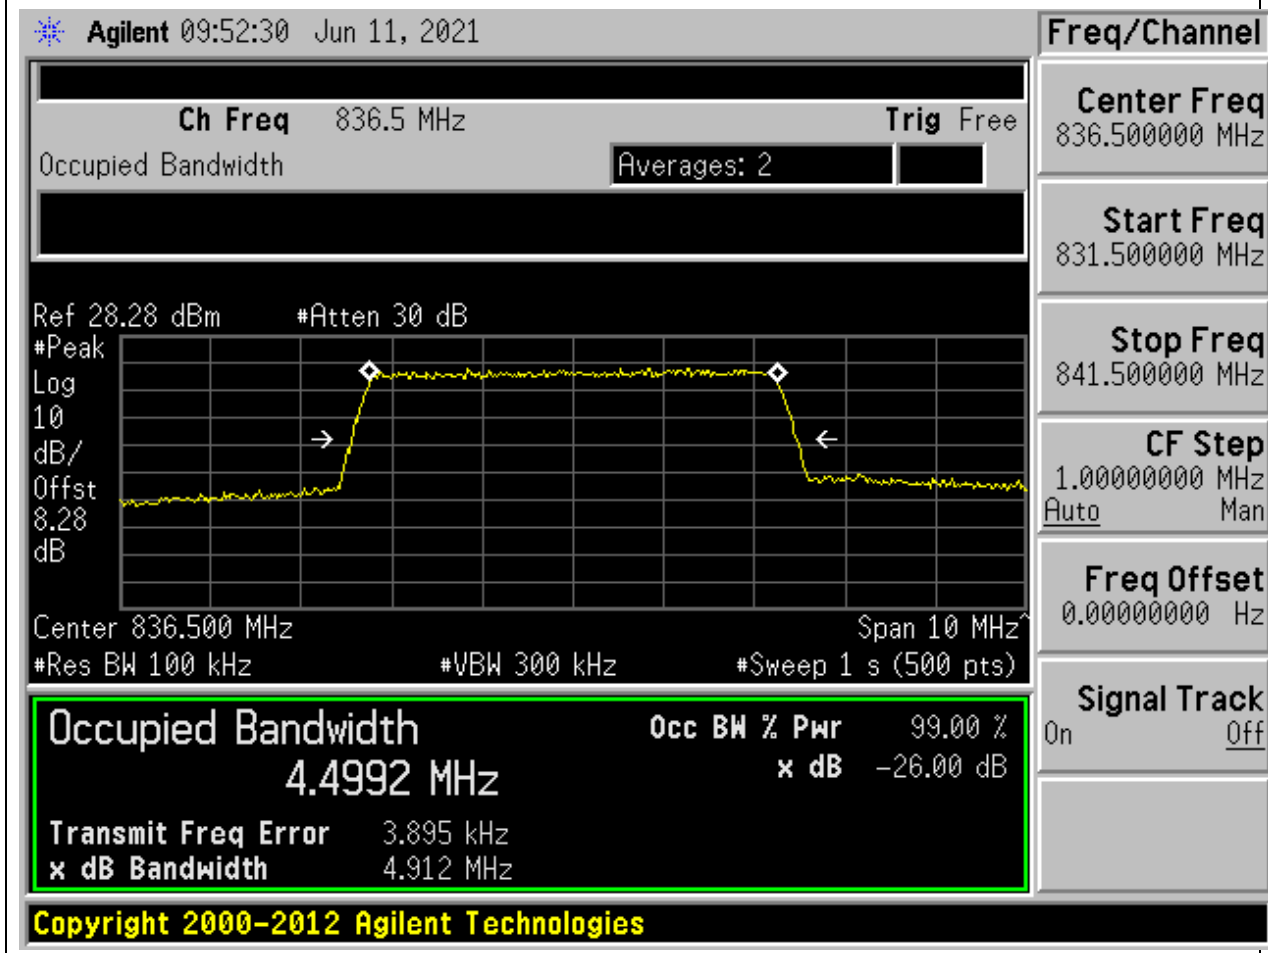 Agilent 09:52:30 Jun 11, 2021
Freq/Channel
Ch Freq 836.5 MHz Trig Free
Occupied Bandwidth Averages: 2
Ref 28.28 dBm #Atten 30 dB
#Peak
Log
10
dB/
Offst
8.28
dB
Center 836.500 MHz Span 10 MHz^
#Res BW 100 kHz #VBW 300 kHz #Sweep 1 s (500 pts)
Occupied Bandwidth Occ BW % Pwr 99.00 %
4.4992 MHz x dB -26.00 dB
Transmit Freq Error 3.895 kHz
x dB Bandwidth 4.912 MHz
Copyright 2000-2012 Agilent Technologies
Center Freq
836.500000 MHz
Start Freq
831.500000 MHz
Stop Freq
841.500000 MHz
CF Step
1.00000000 MHz
Auto Man
Freq Offset
0.00000000 Hz
Signal Track
On Off